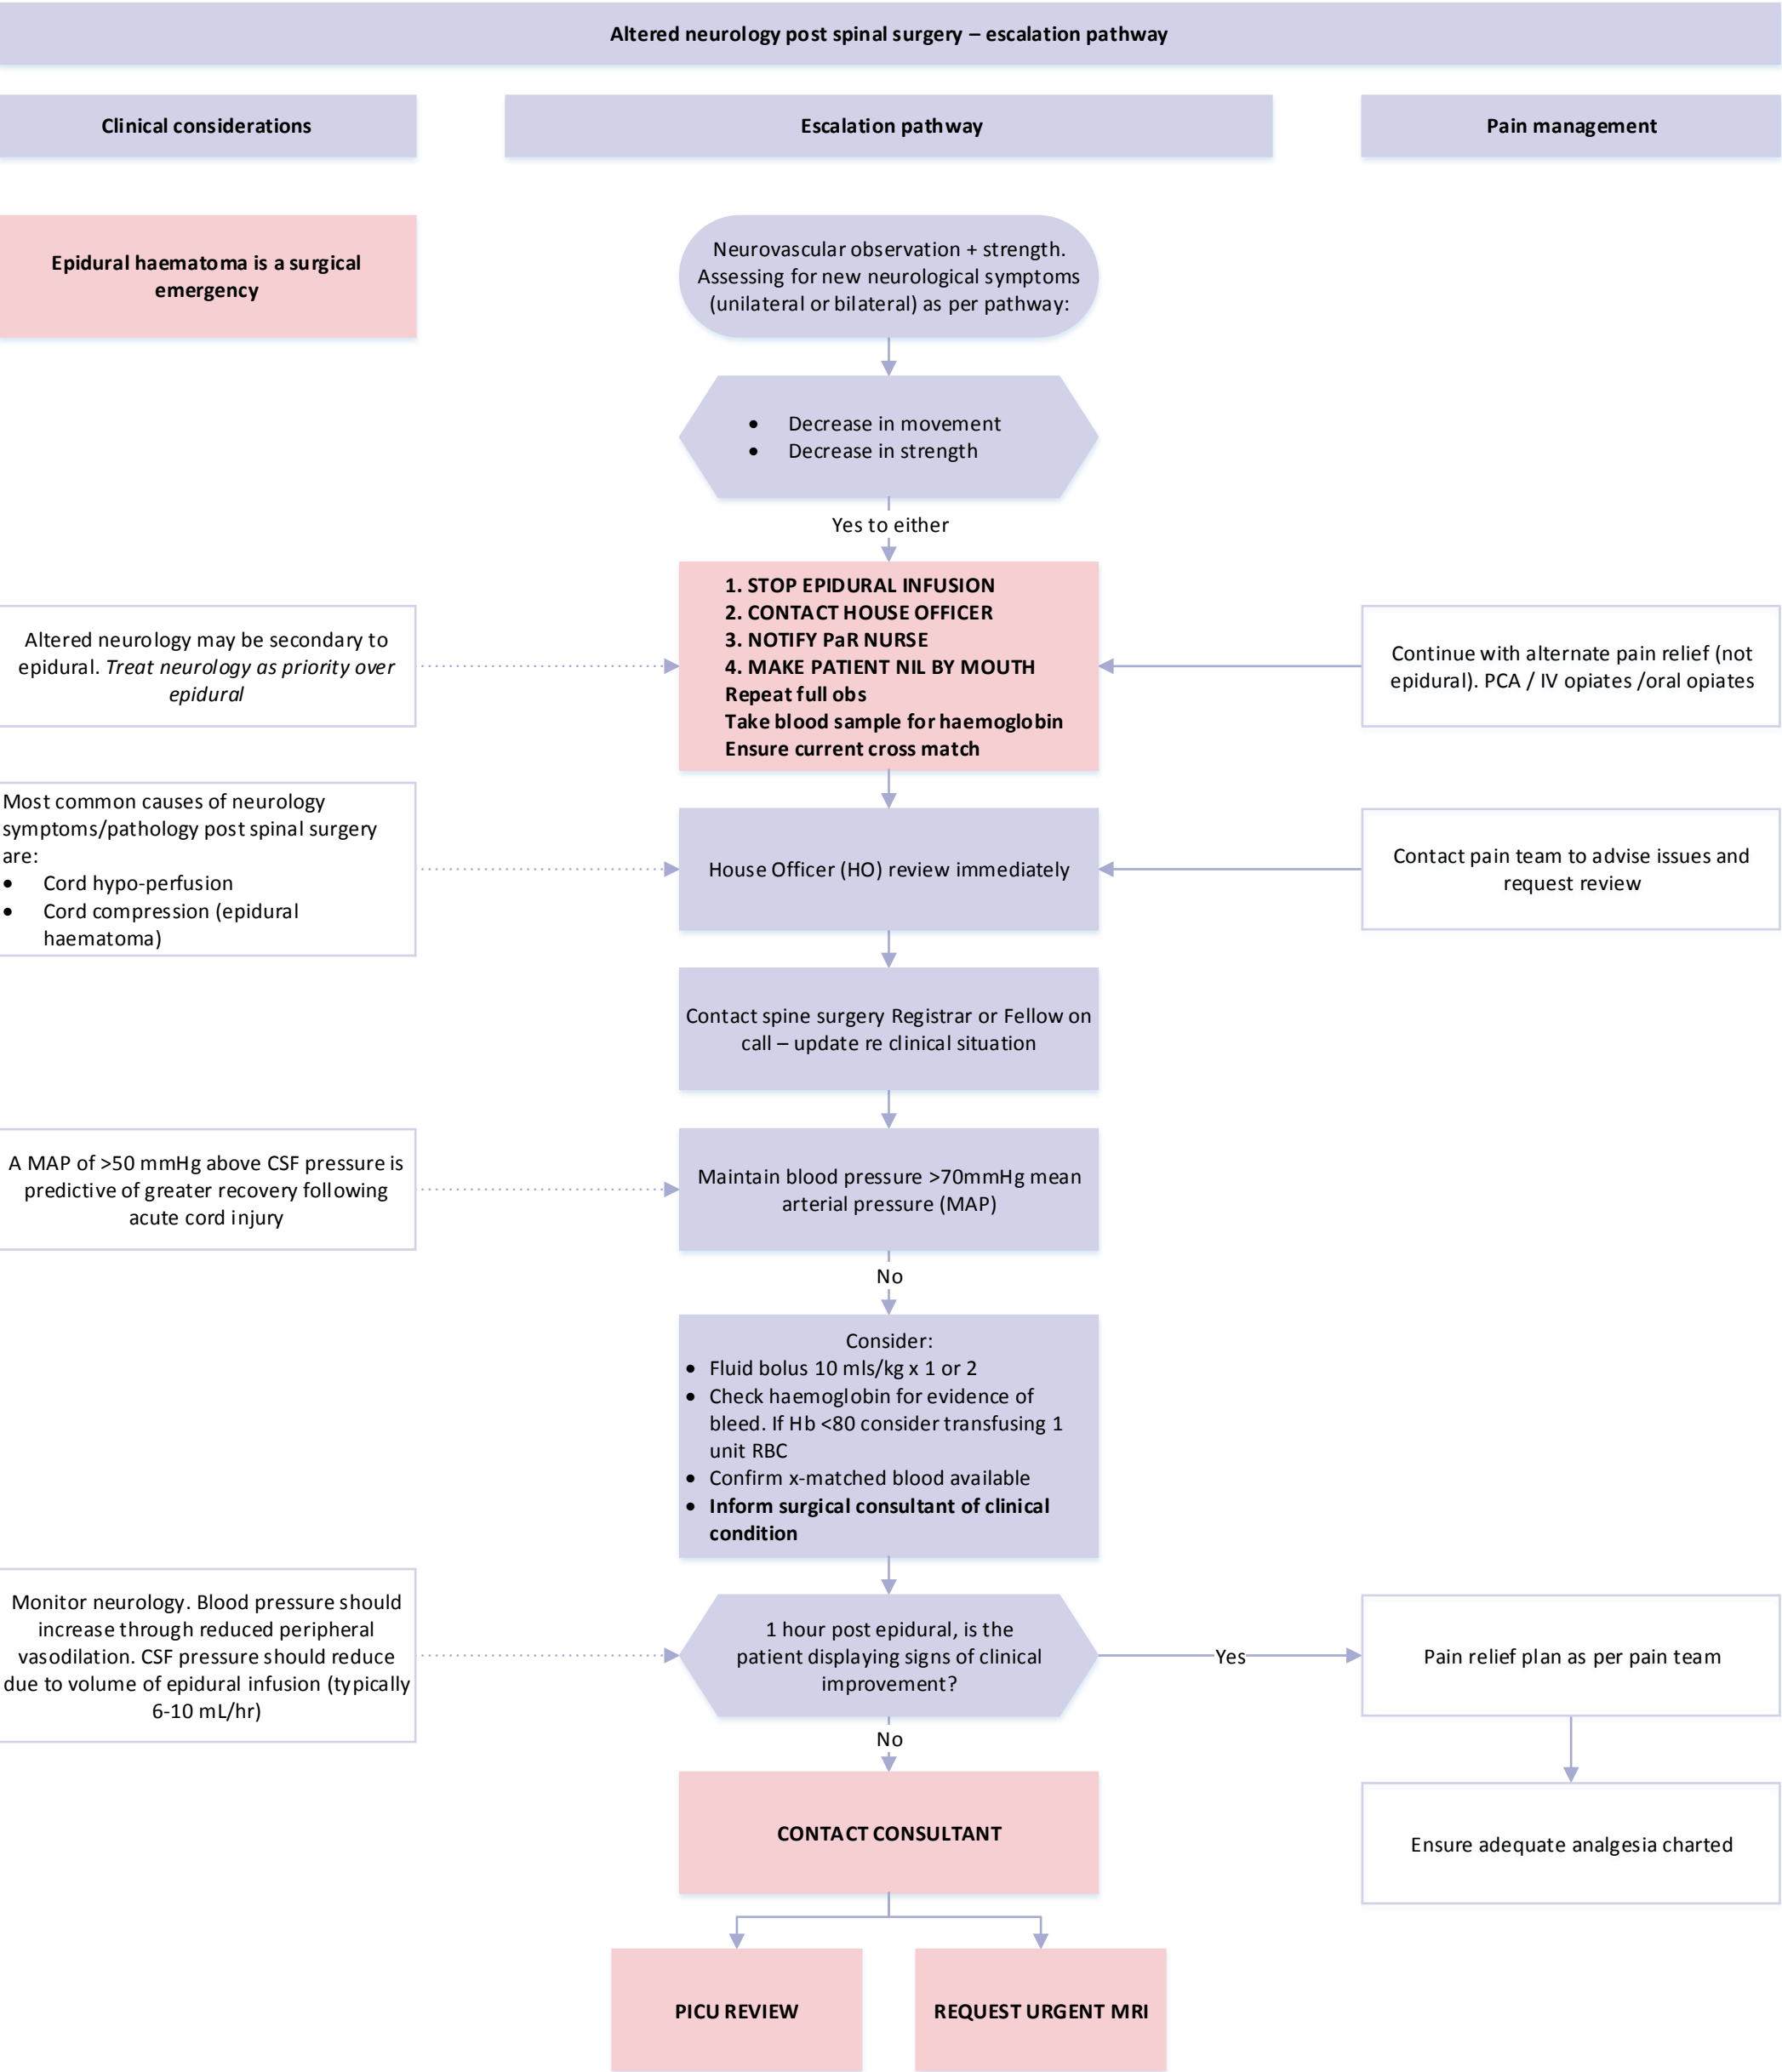 Altered neurology post spinal surgery – escalation pathway
Clinical considerations
Escalation pathway
Pain management
Epidural haematoma is a surgical
emergency
Neurovascular observation + strength.
Assessing for new neurological symptoms
(unilateral or bilateral) as per pathway:
• Decrease in movement
• Decrease in strength
Yes to either
1. STOP EPIDURAL INFUSION
2. CONTACT HOUSE OFFICER
3. NOTIFY PaR NURSE
4. MAKE PATIENT NIL BY MOUTH
Repeat full obs
Take blood sample for haemoglobin
Ensure current cross match
Altered neurology may be secondary to
epidural. Treat neurology as priority over
epidural
Continue with alternate pain relief (not
epidural). PCA / IV opiates /oral opiates
Most common causes of neurology
symptoms/pathology post spinal surgery
are:
• Cord hypo-perfusion
• Cord compression (epidural
haematoma)
House Officer (HO) review immediately
Contact pain team to advise issues and
request review
Contact spine surgery Registrar or Fellow on
call – update re clinical situation
A MAP of >50 mmHg above CSF pressure is
predictive of greater recovery following
acute cord injury
Maintain blood pressure >70mmHg mean
arterial pressure (MAP)
No
Consider:
• Fluid bolus 10 mls/kg x 1 or 2
• Check haemoglobin for evidence of
bleed. If Hb <80 consider transfusing 1
unit RBC
• Confirm x-matched blood available
• Inform surgical consultant of clinical
condition
Monitor neurology. Blood pressure should
increase through reduced peripheral
vasodilation. CSF pressure should reduce
due to volume of epidural infusion (typically
6-10 mL/hr)
1 hour post epidural, is the
patient displaying signs of clinical
improvement?
Yes
Pain relief plan as per pain team
No
CONTACT CONSULTANT
Ensure adequate analgesia charted
PICU REVIEW
REQUEST URGENT MRI